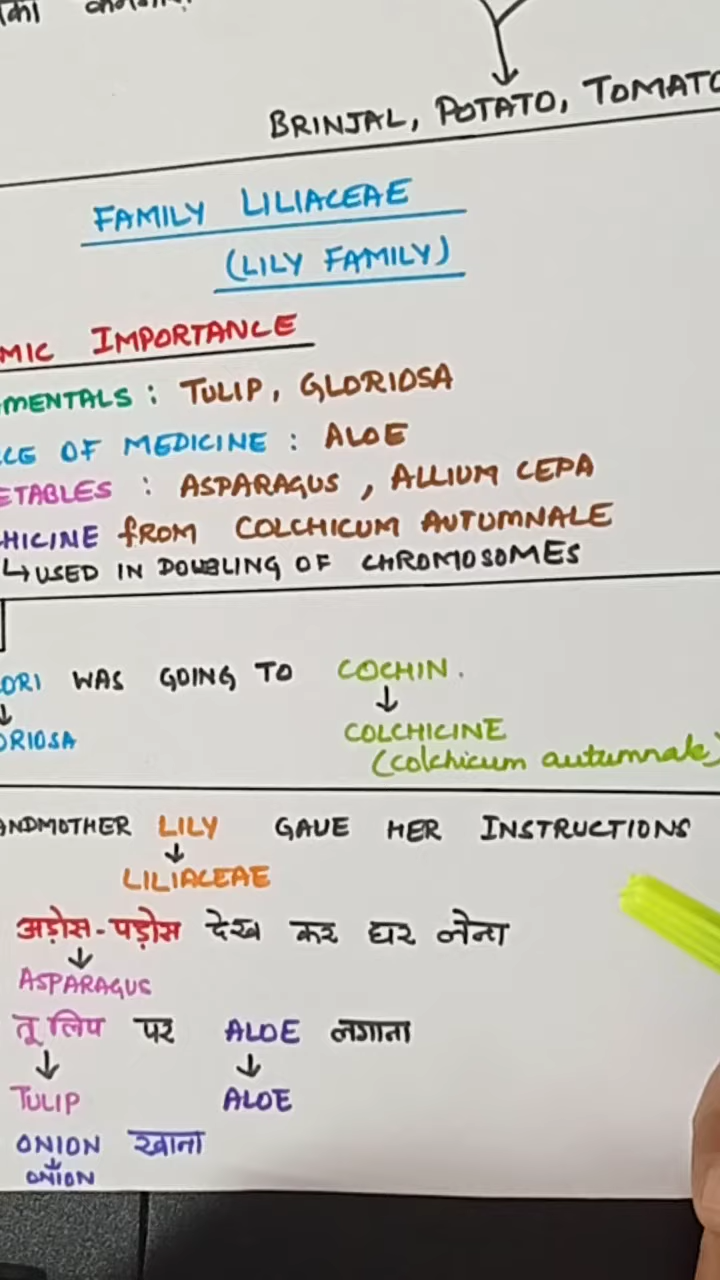 BRINJAL, POTATO, TOMATO
FAMILY LILIACEAE
(LILY FAMILY)
MIC IMPORTANCE
MENTALS : TULIP, GLORIOSA
CE OF MEDICINE : ALOE
ETABLES : ASPARAGUS, ALLIUM CEPA
HICINE from COLCHICUM AUTUMNALE
↳ USED IN DOUBLING OF CHROMOSOMES
ORI WAS GOING TO COCHIN.
↓ ↓
ORIOSA COLCHICINE
(colchicum autumnale)
ANDMOTHER LILY GAVE HER INSTRUCTIONS
↓
LILIACEAE
अड़ोस-पड़ोस देख कर घर लेना
↓
ASPARAGUS
तू लिप पर ALOE लगाना
↓ ↓
TULIP ALOE
ONION खाना
↓
ONION